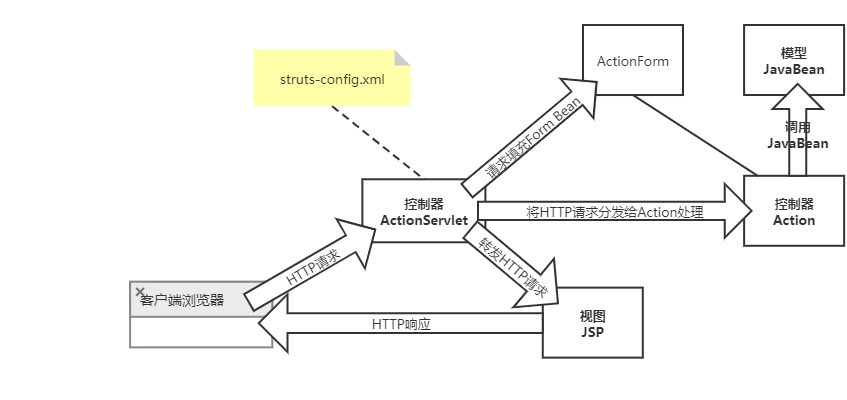 ActionForm
模型
JavaBean
struts-config.xml
请求填充Form Bean
调用
JavaBean
控制器
ActionServlet
将HTTP请求分发给Action处理
控制器
Action
HTTP请求
转发HTTP请求
客户端浏览器
HTTP响应
视图
JSP